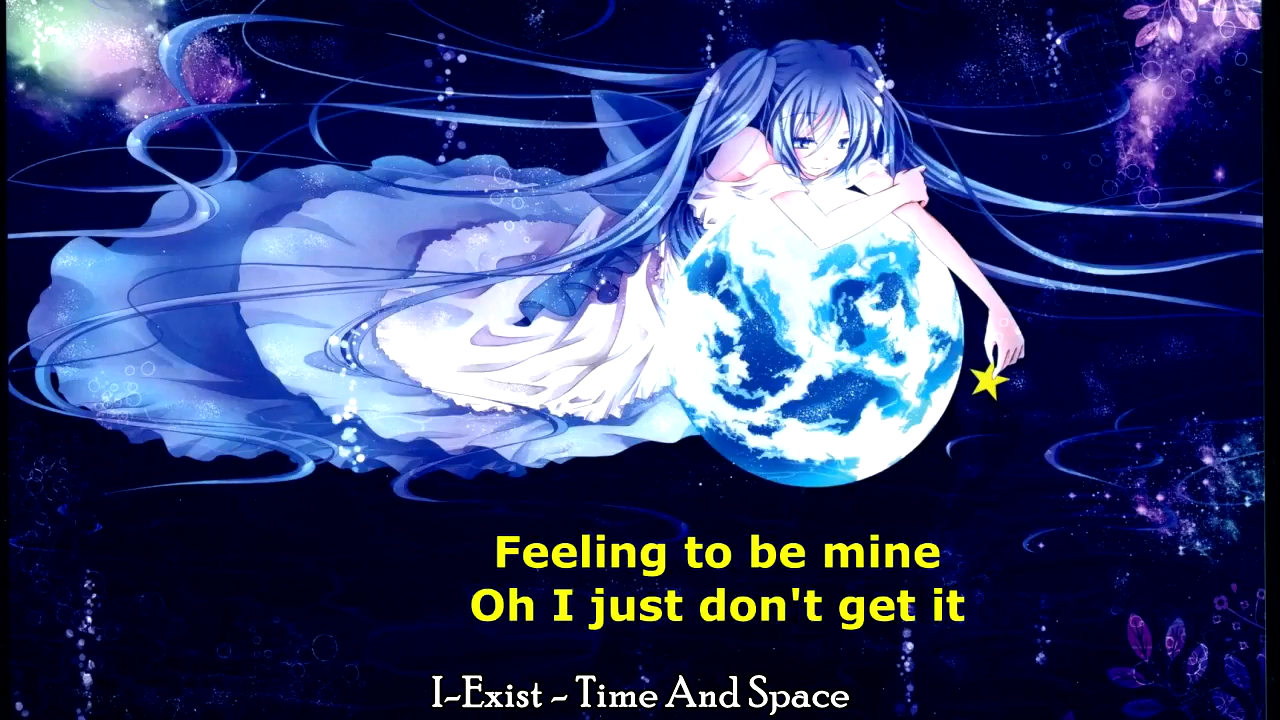 Feeling to be mine
Oh I just don't get it
I-Exist - Time And Space